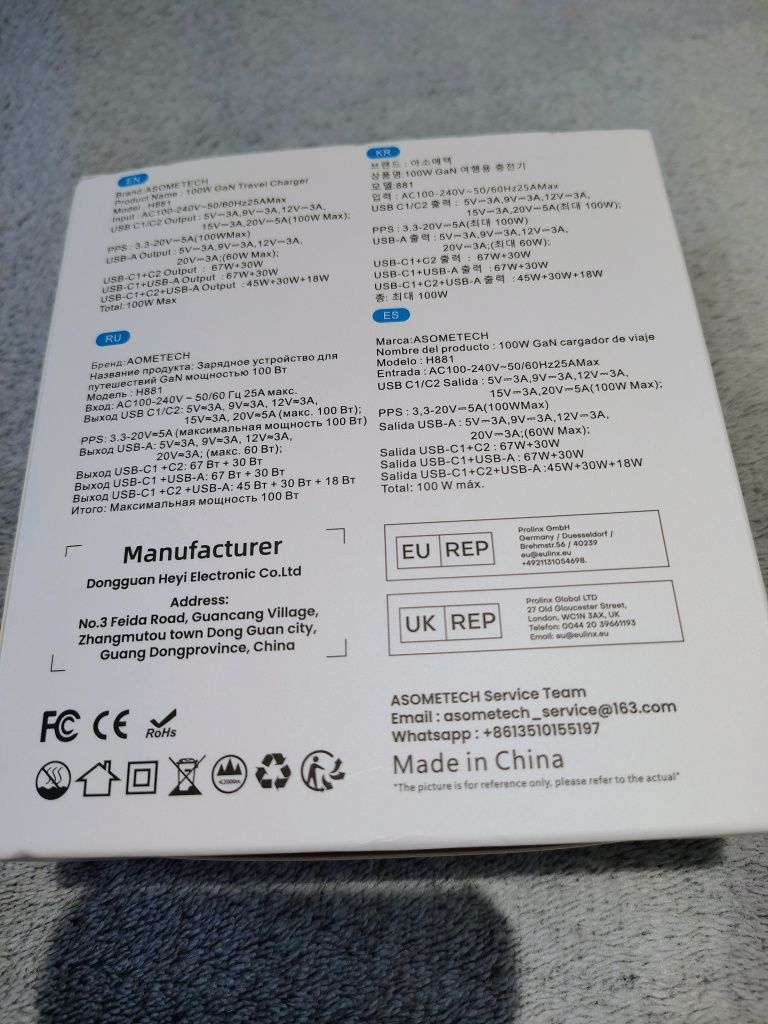 EN
Brand:ASOMETECH
Product Name : 100W GaN Travel Charger
Model : H881
Input : AC100-240V~50/60Hz25AMax
USB C1/C2 Output : 5V⎓3A,9V⎓3A,12V⎓3A,
15V⎓3A,20V⎓5A(100W Max);
PPS : 3.3-20V⎓5A(100WMax)
USB-A Output : 5V⎓3A,9V⎓3A,12V⎓3A,
20V⎓3A;(60W Max);
USB-C1+C2 Output : 67W+30W
USB-C1+USB-A Output : 67W+30W
USB-C1+C2+USB-A Output : 45W+30W+18W
Total:100W Max
KR
브랜드 : 아소메텍
상품명:100W GaN 여행용 충전기
모델:881
입력 : AC100-240V~50/60Hz25AMax
USB C1/C2 출력 : 5V⎓3A,9V⎓3A,12V⎓3A,
15V⎓3A,20V⎓5A(최대 100W);
PPS : 3.3-20V⎓5A(최대 100W)
USB-A 출력 : 5V⎓3A,9V⎓3A,12V⎓3A,
20V⎓3A;(최대 60W);
USB-C1+C2 출력 : 67W+30W
USB-C1+USB-A 출력 : 67W+30W
USB-C1+C2+USB-A 출력 :45W+30W+18W
총: 최대 100W
RU
Бренд:AOMETECH
Название продукта: Зарядное устройство для
путешествий GaN мощностью 100 Вт
Модель : H881
Вход: AC100-240V ~ 50/60 Гц 25A макс.
Выход USB C1/C2: 5V≂3A, 9V≂3A, 12V≂3A,
15V≂3A, 20V≂5A (макс. 100 Вт);
PPS: 3.3-20V≂5A (максимальная мощность 100 Вт)
Выход USB-A: 5V≂3A, 9V≂3A, 12V≂3A,
20V≂3A; (макс. 60 Вт);
Выход USB-C1 +C2: 67 Вт + 30 Вт
Выход USB-C1 +USB-A: 67 Вт + 30 Вт
Выход USB-C1 +C2 +USB-A: 45 Вт + 30 Вт + 18 Вт
Итого: Максимальная мощность 100 Вт
ES
Marca:ASOMETECH
Nombre del producto : 100W GaN cargador de viaje
Modelo : H881
Entrada : AC100-240V~50/60Hz25AMax
USB C1/C2 Salida : 5V⎓3A,9V⎓3A,12V⎓3A,
15V⎓3A,20V⎓5A(100W Max);
PPS : 3,3-20V⎓5A(100WMax)
Salida USB-A : 5V⎓3A,9V⎓3A,12V⎓3A,
20V⎓3A;(60W Max);
Salida USB-C1+C2 : 67W+30W
Salida USB-C1+USB-A : 67W+30W
Salida USB-C1+C2+USB-A :45W+30W+18W
Total: 100 W máx.
Manufacturer
Dongguan Heyi Electronic Co.Ltd
Address:
No.3 Feida Road, Guancang Village,
Zhangmutou town Dong Guan city,
Guang Dongprovince, China
EU REP
Prolinx GmbH
Germany / Duesseldorf /
Brehmstr.56 / 40239
eu@eulinx.eu
+4921131054698.
UK REP
Prolinx Global LTD
27 Old Gloucester Street,
London, WC1N 3AX, UK
Telefon: 0044 20 39661193
Email: eu@eulinx.eu
FC CE RoHs
≤2000m
ASOMETECH Service Team
Email : asometech_service@163.com
Whatsapp : +8613510155197
Made in China
"The picture is for reference only, please refer to the actual"